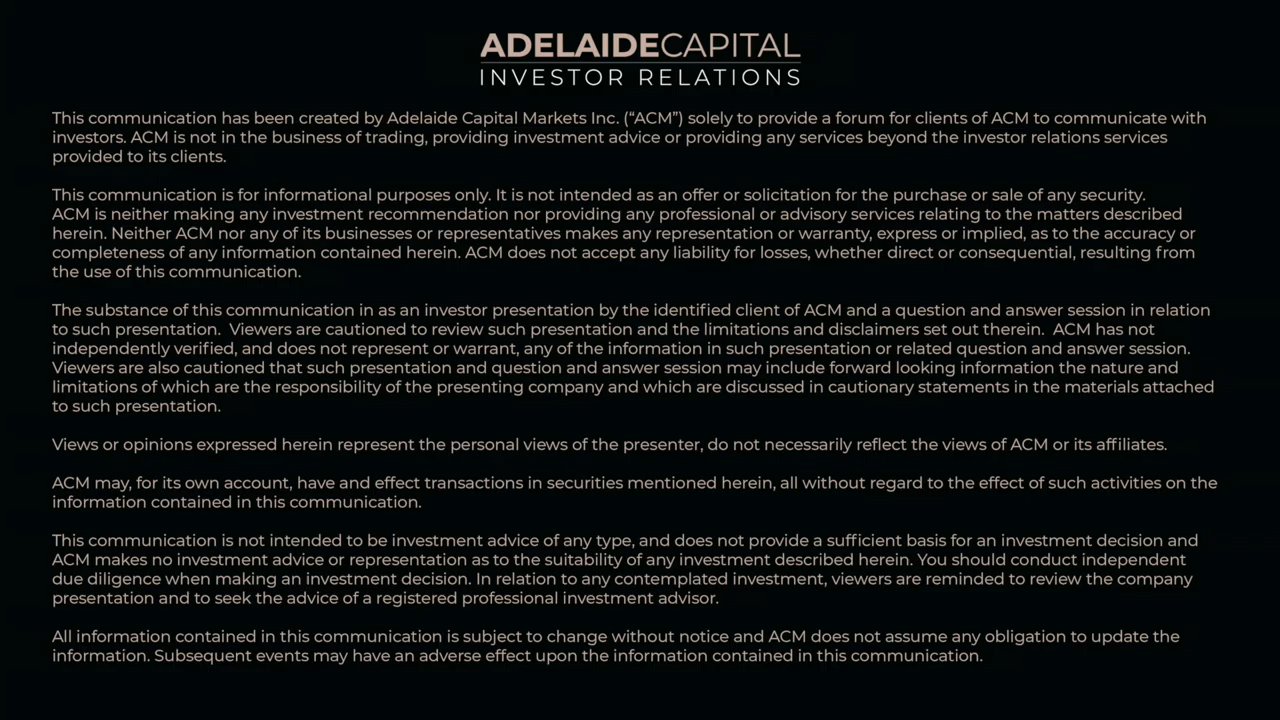 ADELAIDECAPITAL
INVESTOR RELATIONS
This communication has been created by Adelaide Capital Markets Inc. (“ACM”) solely to provide a forum for clients of ACM to communicate with
investors. ACM is not in the business of trading, providing investment advice or providing any services beyond the investor relations services
provided to its clients.
This communication is for informational purposes only. It is not intended as an offer or solicitation for the purchase or sale of any security.
ACM is neither making any investment recommendation nor providing any professional or advisory services relating to the matters described
herein. Neither ACM nor any of its businesses or representatives makes any representation or warranty, express or implied, as to the accuracy or
completeness of any information contained herein. ACM does not accept any liability for losses, whether direct or consequential, resulting from
the use of this communication.
The substance of this communication in as an investor presentation by the identified client of ACM and a question and answer session in relation
to such presentation.  Viewers are cautioned to review such presentation and the limitations and disclaimers set out therein.  ACM has not
independently verified, and does not represent or warrant, any of the information in such presentation or related question and answer session.
Viewers are also cautioned that such presentation and question and answer session may include forward looking information the nature and
limitations of which are the responsibility of the presenting company and which are discussed in cautionary statements in the materials attached
to such presentation.
Views or opinions expressed herein represent the personal views of the presenter, do not necessarily reflect the views of ACM or its affiliates.
ACM may, for its own account, have and effect transactions in securities mentioned herein, all without regard to the effect of such activities on the
information contained in this communication.
This communication is not intended to be investment advice of any type, and does not provide a sufficient basis for an investment decision and
ACM makes no investment advice or representation as to the suitability of any investment described herein. You should conduct independent
due diligence when making an investment decision. In relation to any contemplated investment, viewers are reminded to review the company
presentation and to seek the advice of a registered professional investment advisor.
All information contained in this communication is subject to change without notice and ACM does not assume any obligation to update the
information. Subsequent events may have an adverse effect upon the information contained in this communication.